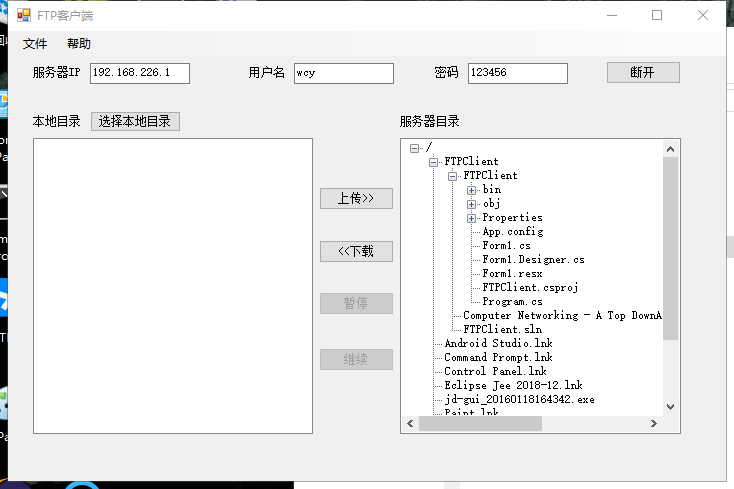 FTP客户端
文件 帮助
服务器IP 192.168.226.1 用户名 wcy 密码 123456 断开
本地目录 选择本地目录 服务器目录
/
FTPClient
FTPClient
bin
obj
Properties
App.config
Form1.cs
Form1.Designer.cs
Form1.resx
FTPClient.csproj
Program.cs
Computer Networking - A Top DownA
FTPClient.sln
Android Studio.lnk
Command Prompt.lnk
Control Panel.lnk
Eclipse Jee 2018-12.lnk
jd-gui_20160118164342.exe
Paint.lnk
上传>>
<<下载
暂停
继续